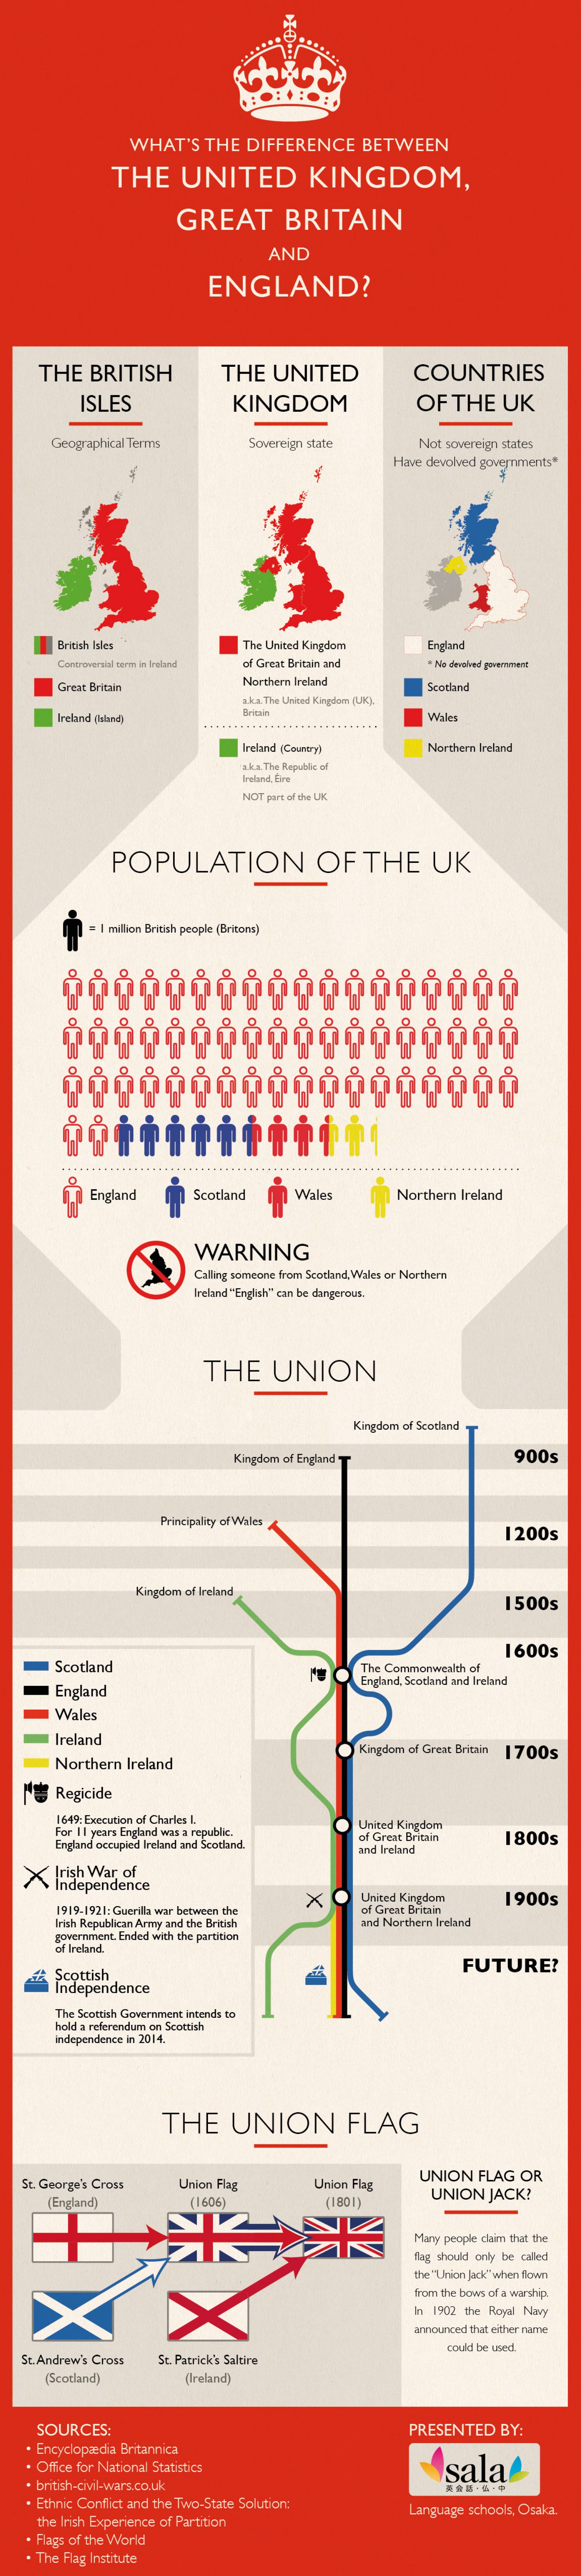 WHAT'S THE DIFFERENCE BETWEEN
THE UNITED KINGDOM,
GREAT BRITAIN
AND
ENGLAND?
THE BRITISH
ISLES
Geographical Terms
British Isles
Controversial term in Ireland
Great Britain
Ireland (Island)
THE UNITED
KINGDOM
Sovereign state
The United Kingdom
of Great Britain and
Northern Ireland
a.k.a. The United Kingdom (UK),
Britain
Ireland (Country)
a.k.a. The Republic of
Ireland, Éire
NOT part of the UK
COUNTRIES
OF THE UK
Not sovereign states
Have devolved governments*
England
* No devolved government
Scotland
Wales
Northern Ireland
POPULATION OF THE UK
= 1 million British people (Britons)
England
Scotland
Wales
Northern Ireland
WARNING
Calling someone from Scotland, Wales or Northern
Ireland "English" can be dangerous.
THE UNION
Kingdom of Scotland
Kingdom of England
900s
Principality of Wales
1200s
Kingdom of Ireland
1500s
1600s
The Commonwealth of
England, Scotland and Ireland
Kingdom of Great Britain
1700s
United Kingdom
of Great Britain
and Ireland
1800s
United Kingdom
of Great Britain
and Northern Ireland
1900s
FUTURE?
Scotland
England
Wales
Ireland
Northern Ireland
Regicide
1649: Execution of Charles I.
For 11 years England was a republic.
England occupied Ireland and Scotland.
Irish War of
Independence
1919-1921: Guerilla war between the
Irish Republican Army and the British
government. Ended with the partition
of Ireland.
Scottish
Independence
The Scottish Government intends to
hold a referendum on Scottish
independence in 2014.
THE UNION FLAG
St. George's Cross
(England)
Union Flag
(1606)
Union Flag
(1801)
St. Andrew's Cross
(Scotland)
St. Patrick's Saltire
(Ireland)
UNION FLAG OR
UNION JACK?
Many people claim that the
flag should only be called
the "Union Jack" when flown
from the bows of a warship.
In 1902 the Royal Navy
announced that either name
could be used.
SOURCES:
• Encyclopædia Britannica
• Office for National Statistics
• british-civil-wars.co.uk
• Ethnic Conflict and the Two-State Solution:
the Irish Experience of Partition
• Flags of the World
• The Flag Institute
PRESENTED BY:
sala
英会話・仏・中
Language schools, Osaka.